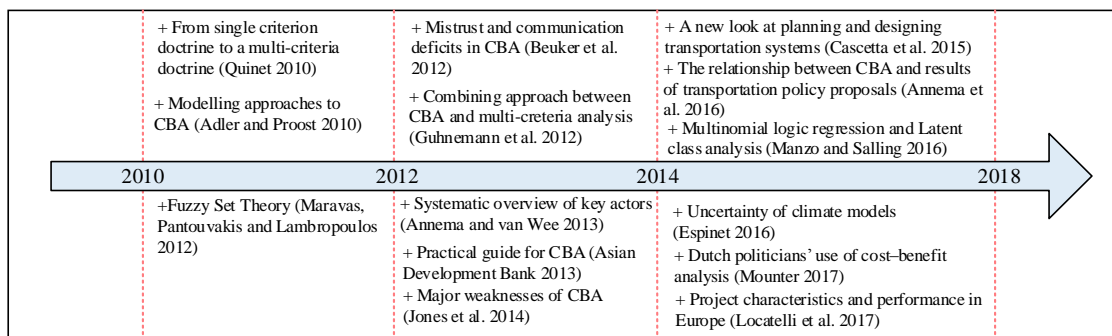 + From single criterion
doctrine to a multi-criteria
doctrine (Quinet 2010)
+ Modelling approaches to
CBA (Adler and Proost 2010)
+ Mistrust and communication
deficits in CBA (Beuker et al.
2012)
+ Combining approach between
CBA and multi-creteria analysis
(Guhnemann et al. 2012)
+ A new look at planning and designing
transportation systems (Cascetta et al. 2015)
+ The relationship between CBA and results
of transportation policy proposals (Annema
et al. 2016)
+ Multinomial logic regression and Latent
class analysis (Manzo and Salling 2016)
2010
2012
2014
2018
+Fuzzy Set Theory (Maravas,
Pantouvakis and Lambropoulos
2012)
+ Systematic overview of key actors
(Annema and van Wee 2013)
+ Practical guide for CBA (Asian
Development Bank 2013)
+ Major weaknesses of CBA
(Jones et al. 2014)
+ Uncertainty of climate models
(Espinet 2016)
+ Dutch politicians’ use of cost–benefit
analysis (Mounter 2017)
+ Project characteristics and performance in
Europe (Locatelli et al. 2017)